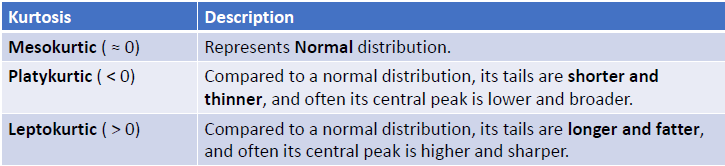 Kurtosis Description
Mesokurtic ( ≈ 0) Represents Normal distribution.
Platykurtic ( < 0) Compared to a normal distribution, its tails are shorter and
thinner, and often its central peak is lower and broader.
Leptokurtic ( > 0) Compared to a normal distribution, its tails are longer and fatter,
and often its central peak is higher and sharper.